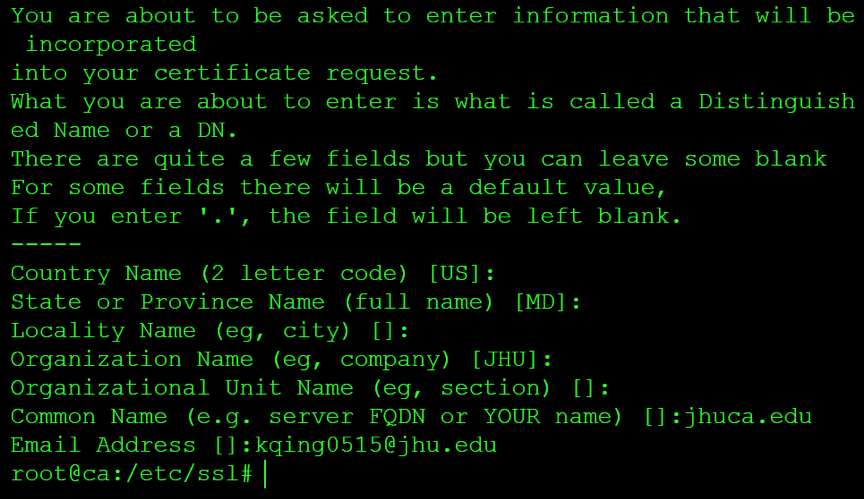 You are about to be asked to enter information that will be
incorporated
into your certificate request.
What you are about to enter is what is called a Distinguish
ed Name or a DN.
There are quite a few fields but you can leave some blank
For some fields there will be a default value,
If you enter '.', the field will be left blank.
-----
Country Name (2 letter code) [US]:
State or Province Name (full name) [MD]:
Locality Name (eg, city) []:
Organization Name (eg, company) [JHU]:
Organizational Unit Name (eg, section) []:
Common Name (e.g. server FQDN or YOUR name) []:jhuca.edu
Email Address []:kqing0515@jhu.edu
root@ca:/etc/ssl#